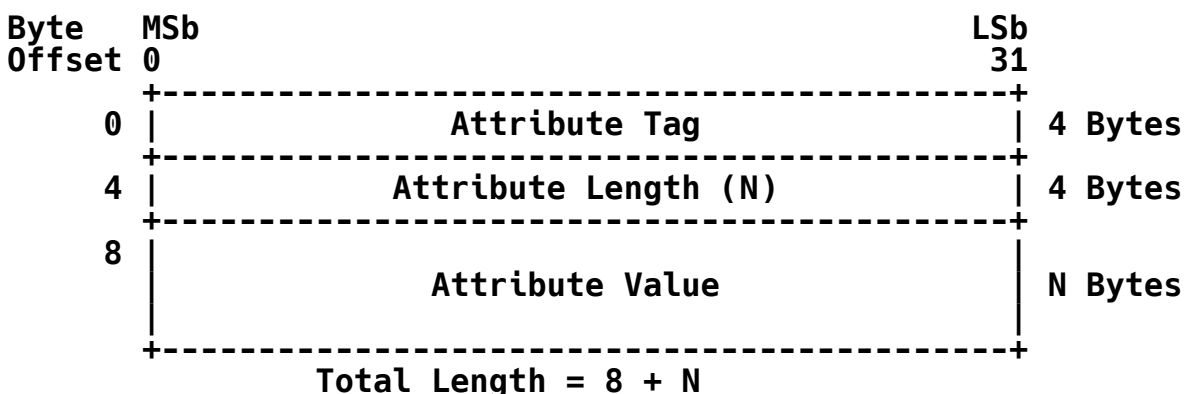 Byte   MSb                                         LSb
Offset 0                                            31
       +--------------------------------------------+
     0 |               Attribute Tag                | 4 Bytes
       +--------------------------------------------+
     4 |            Attribute Length (N)            | 4 Bytes
       +--------------------------------------------+
     8 |                                            |
       |              Attribute Value               | N Bytes
       |                                            |
       +--------------------------------------------+
                Total Length = 8 + N